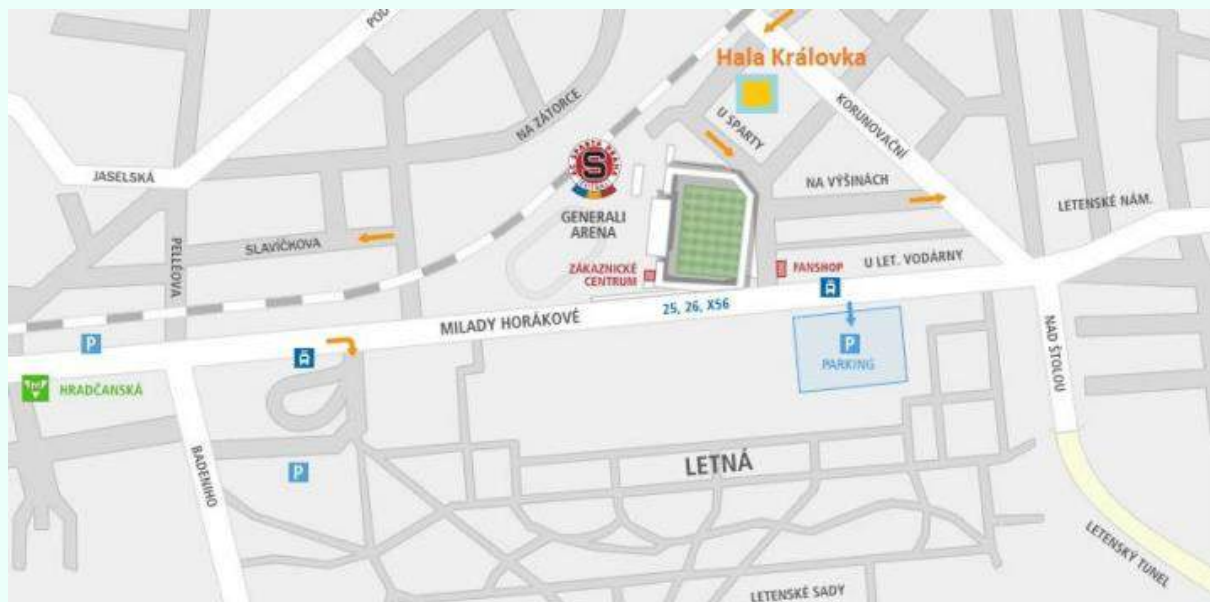 Hala Královka
NA ZÁTORCE
U SPARTY
KORUNOVAČNÍ
JASELSKÁ
S
GENERALI
ARENA
NA VÝŠINÁCH
LETENSKÉ NÁM.
PELLÉOVA
SLAVÍČKOVA
ZÁKAZNICKÉ
CENTRUM
FANSHOP
U LET. VODÁRNY
MILADY HORÁKOVÉ
25, 26, X56
P
P
PARKING
NAD ŠTOLOU
HRADČANSKÁ
BADENIHO
P
LETNÁ
LETENSKÝ TUNEL
LETENSKÉ SADY